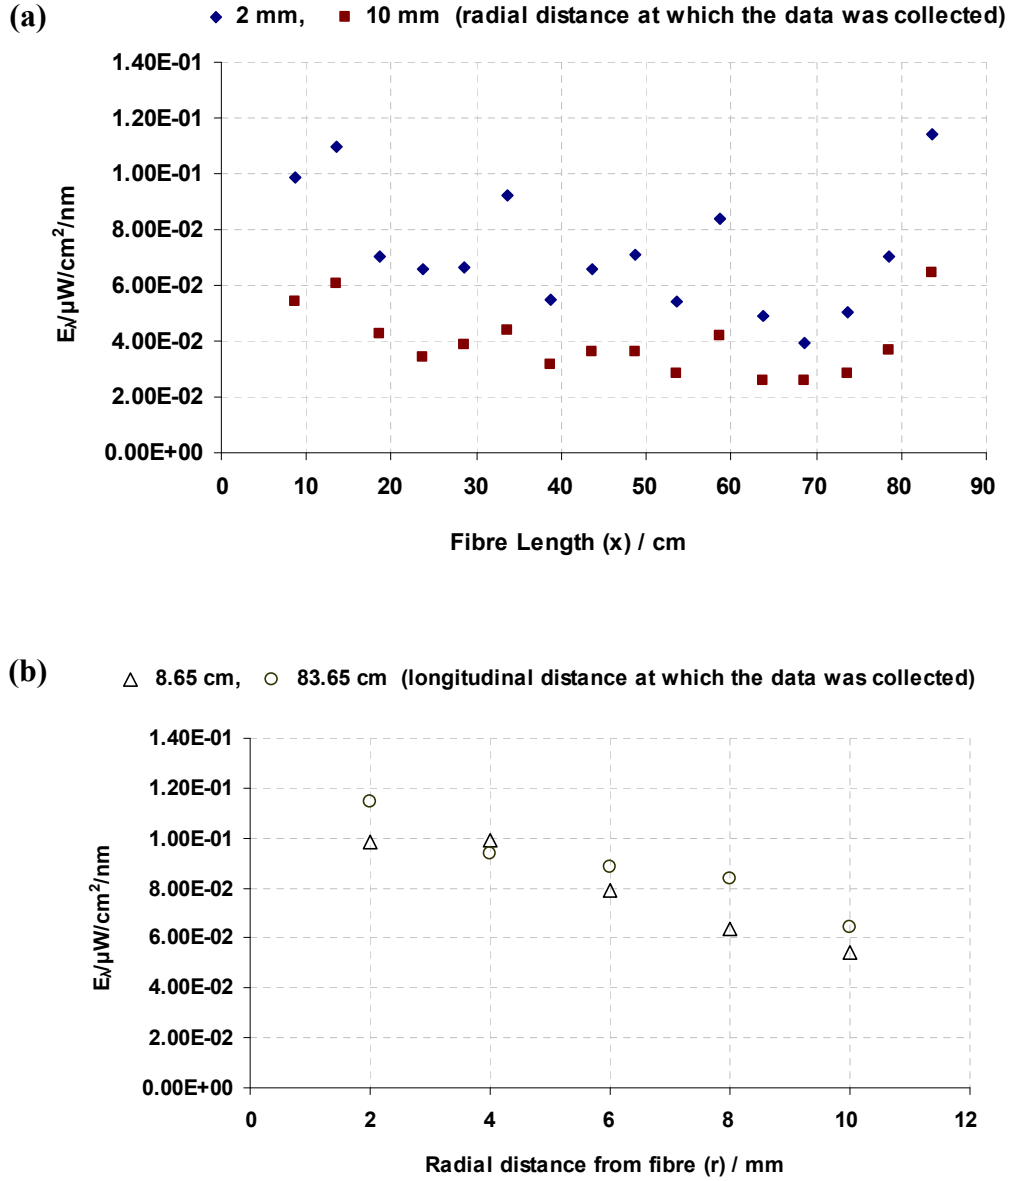 (a)
2 mm, 10 mm (radial distance at which the data was collected)
1.40E-01
1.20E-01
1.00E-01
8.00E-02
6.00E-02
4.00E-02
2.00E-02
0.00E+00
Eλ/µW/cm²/nm
0 10 20 30 40 50 60 70 80 90
Fibre Length (x) / cm
(b)
8.65 cm, 83.65 cm (longitudinal distance at which the data was collected)
1.40E-01
1.20E-01
1.00E-01
8.00E-02
6.00E-02
4.00E-02
2.00E-02
0.00E+00
Eλ/µW/cm²/nm
0 2 4 6 8 10 12
Radial distance from fibre (r) / mm